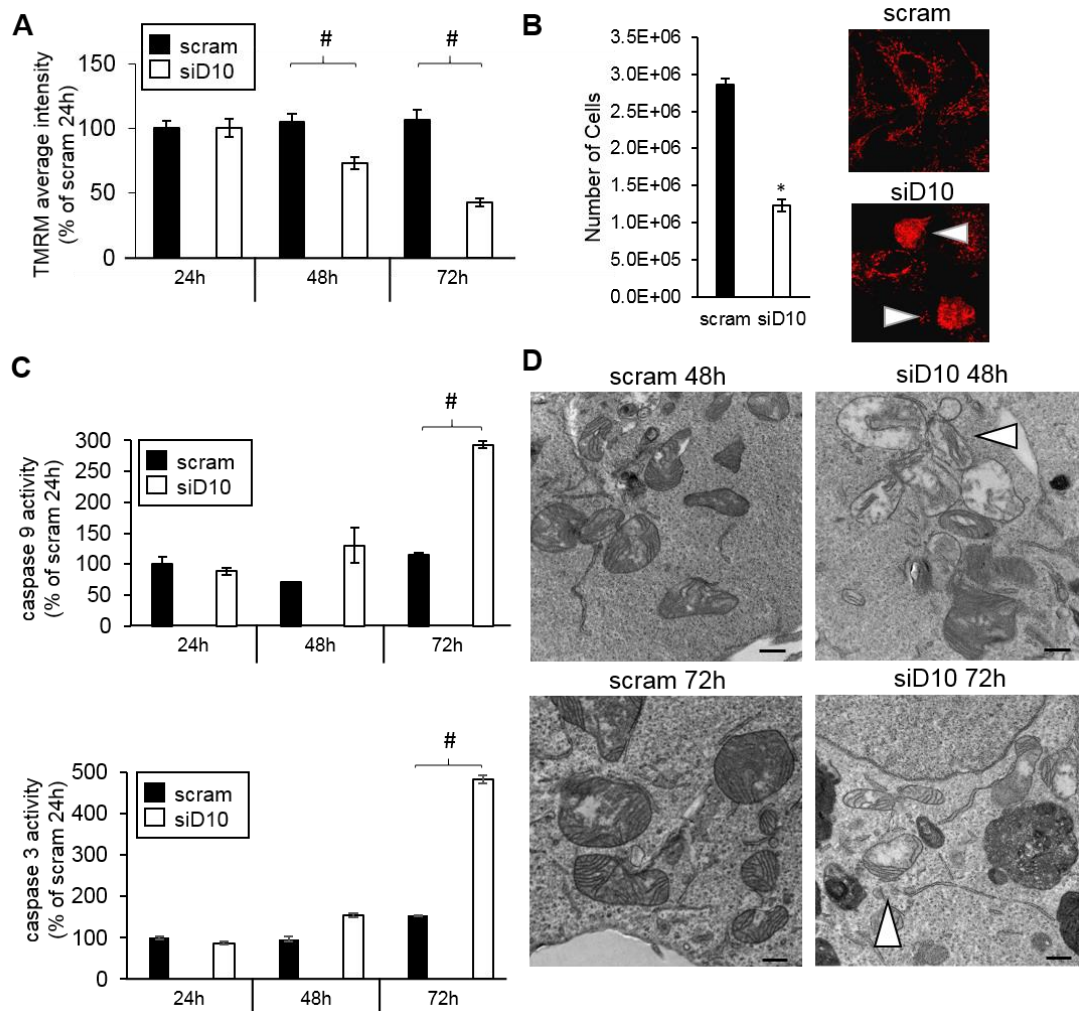 A
scram
siD10
#
#
TMRM average intensity
(% of scram 24h)
150
100
50
0
24h
48h
72h
B
Number of Cells
3.5E+06
3.0E+06
2.5E+06
2.0E+06
1.5E+06
1.0E+06
5.0E+05
0.0E+00
*
scram siD10
scram
siD10
C
#
scram
siD10
caspase 9 activity
(% of scram 24h)
300
250
200
150
100
50
0
24h
48h
72h
#
scram
siD10
caspase 3 activity
(% of scram 24h)
500
400
300
200
100
0
24h
48h
72h
D
scram 48h
siD10 48h
scram 72h
siD10 72h